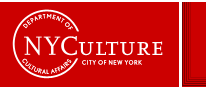 DEPARTMENT OF
NYCULTURE
CITY OF NEW YORK
CULTURAL AFFAIRS